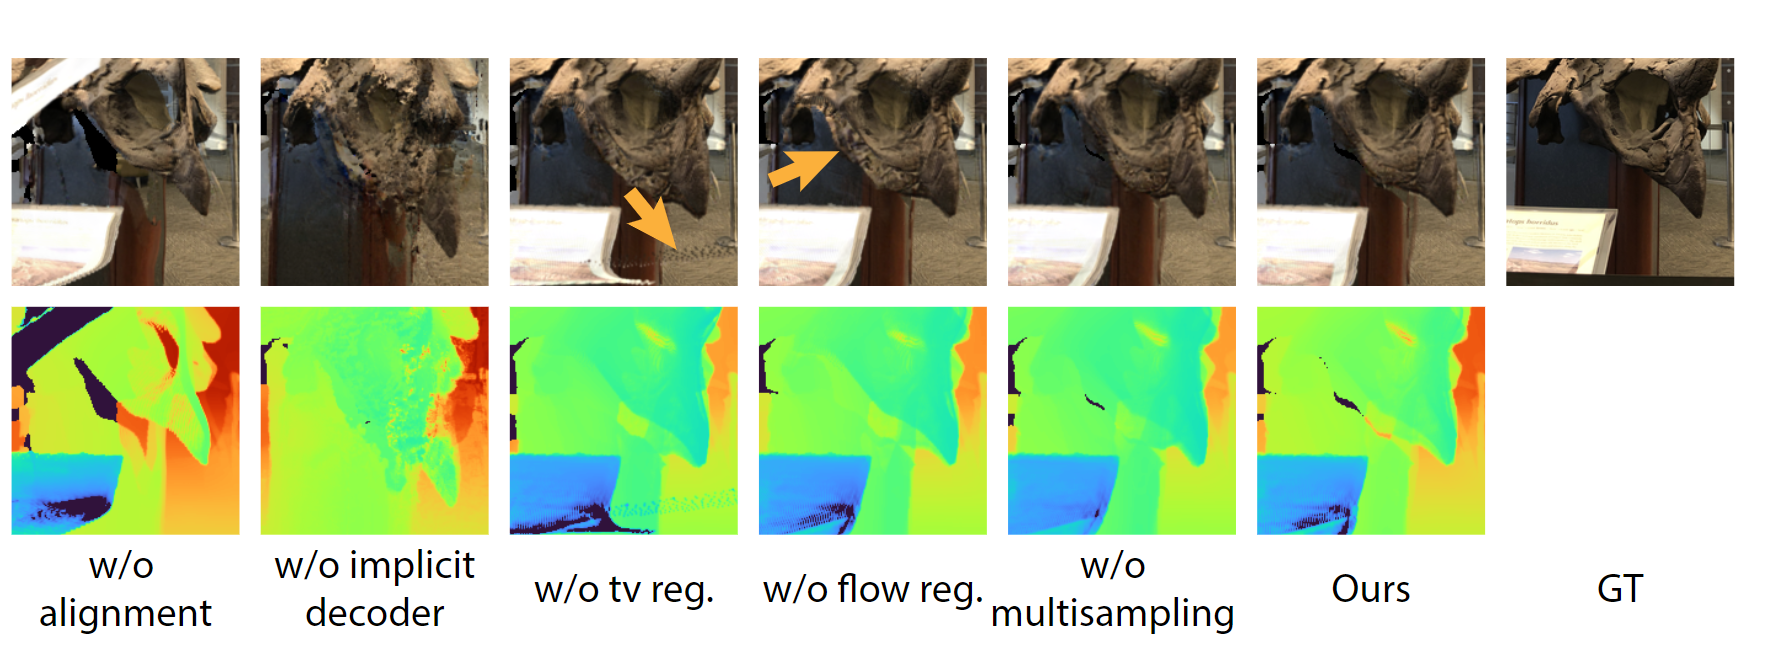 w/o
alignment
w/o implicit
decoder
w/o tv reg.
w/o flow reg.
w/o
multisampling
Ours
GT